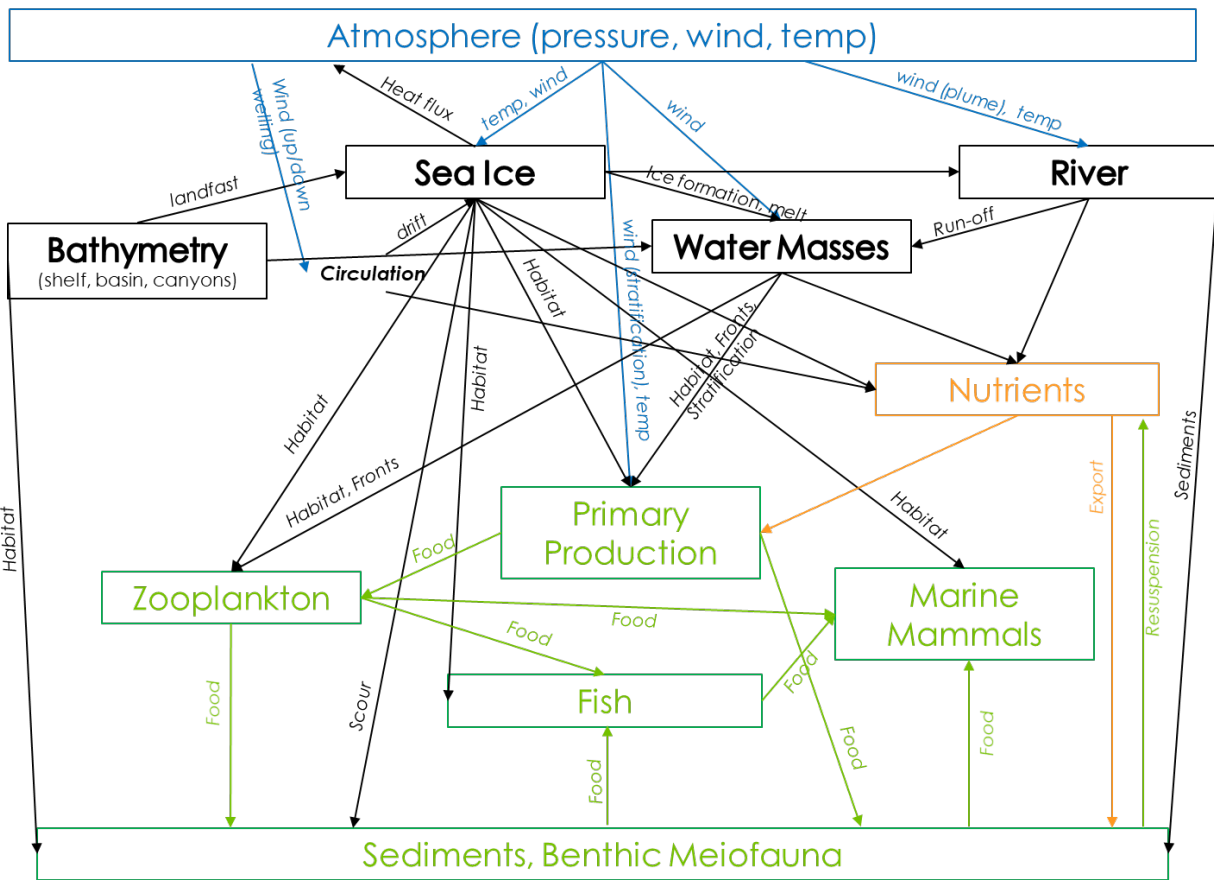 Atmosphere (pressure, wind, temp)
Heat flux
Wind (up/down
welling)
temp, wind
wind
wind (plume), temp
Sea Ice
River
landfast
Ice formation, melt
drift
Run-off
Bathymetry
(shelf, basin, canyons)
Circulation
Water Masses
Habitat
wind (stratification), temp
Habitat, Fronts,
Stratification
Habitat
Habitat
Nutrients
Habitat, Fronts
Habitat
Sediments
Export
Resuspension
Habitat
Primary
Production
Food
Zooplankton
Food
Food
Marine
Mammals
Food
Fish
Scour
Food
Food
Food
Food
Sediments, Benthic Meiofauna